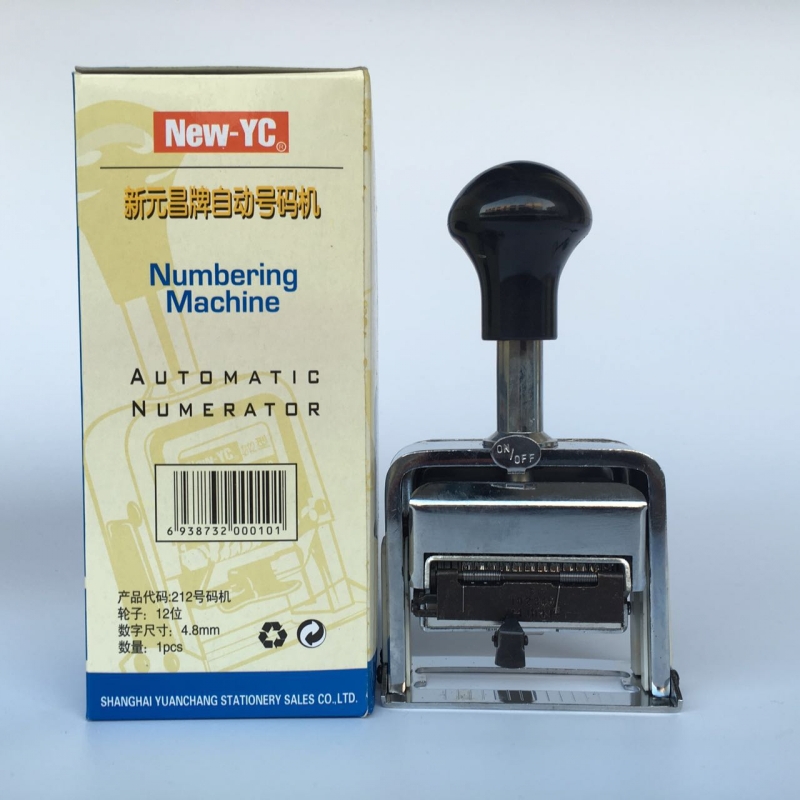 New-YC®
新元昌牌自动号码机
Numbering
Machine
AUTOMATIC
NUMERATOR
6 938732 000101
产品代码:212号码机
轮子：12位
数字尺寸：4.8mm
数量：1pcs
SHANGHAI YUANCHANG STATIONERY SALES CO.,LTD.
ON/OFF